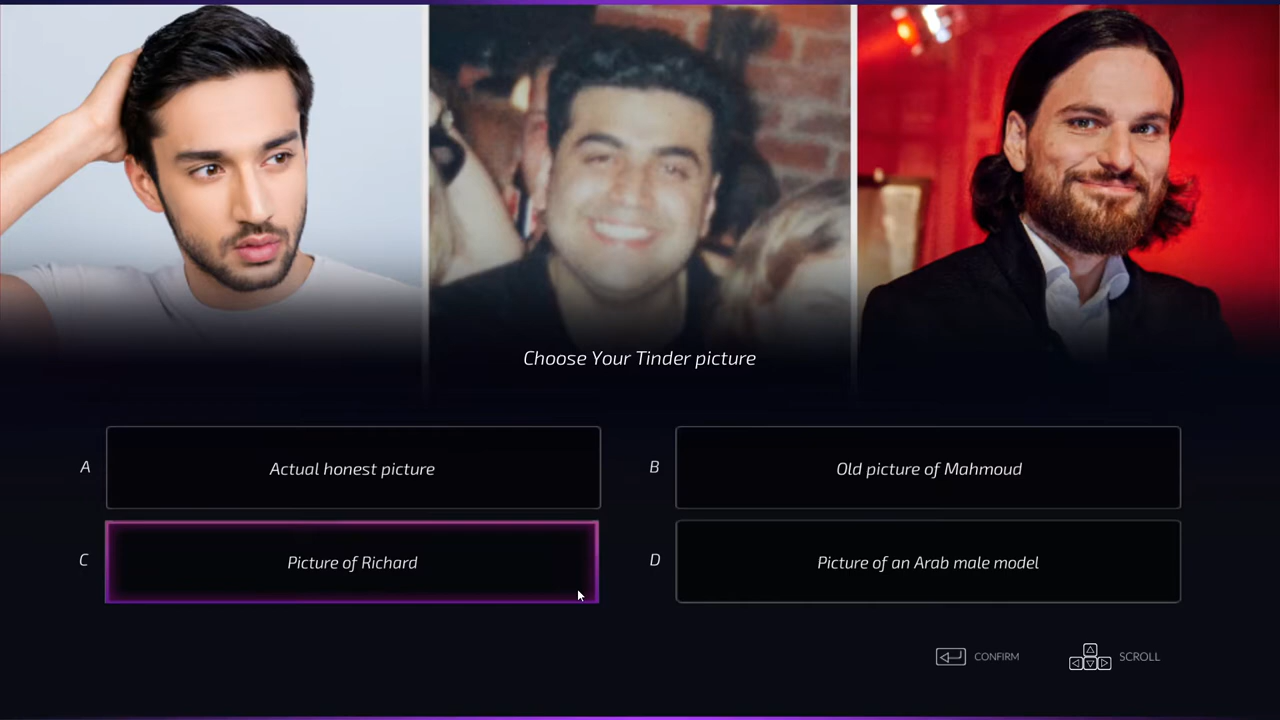 Choose Your Tinder picture
A Actual honest picture
B Old picture of Mahmoud
C Picture of Richard
D Picture of an Arab male model
CONFIRM SCROLL